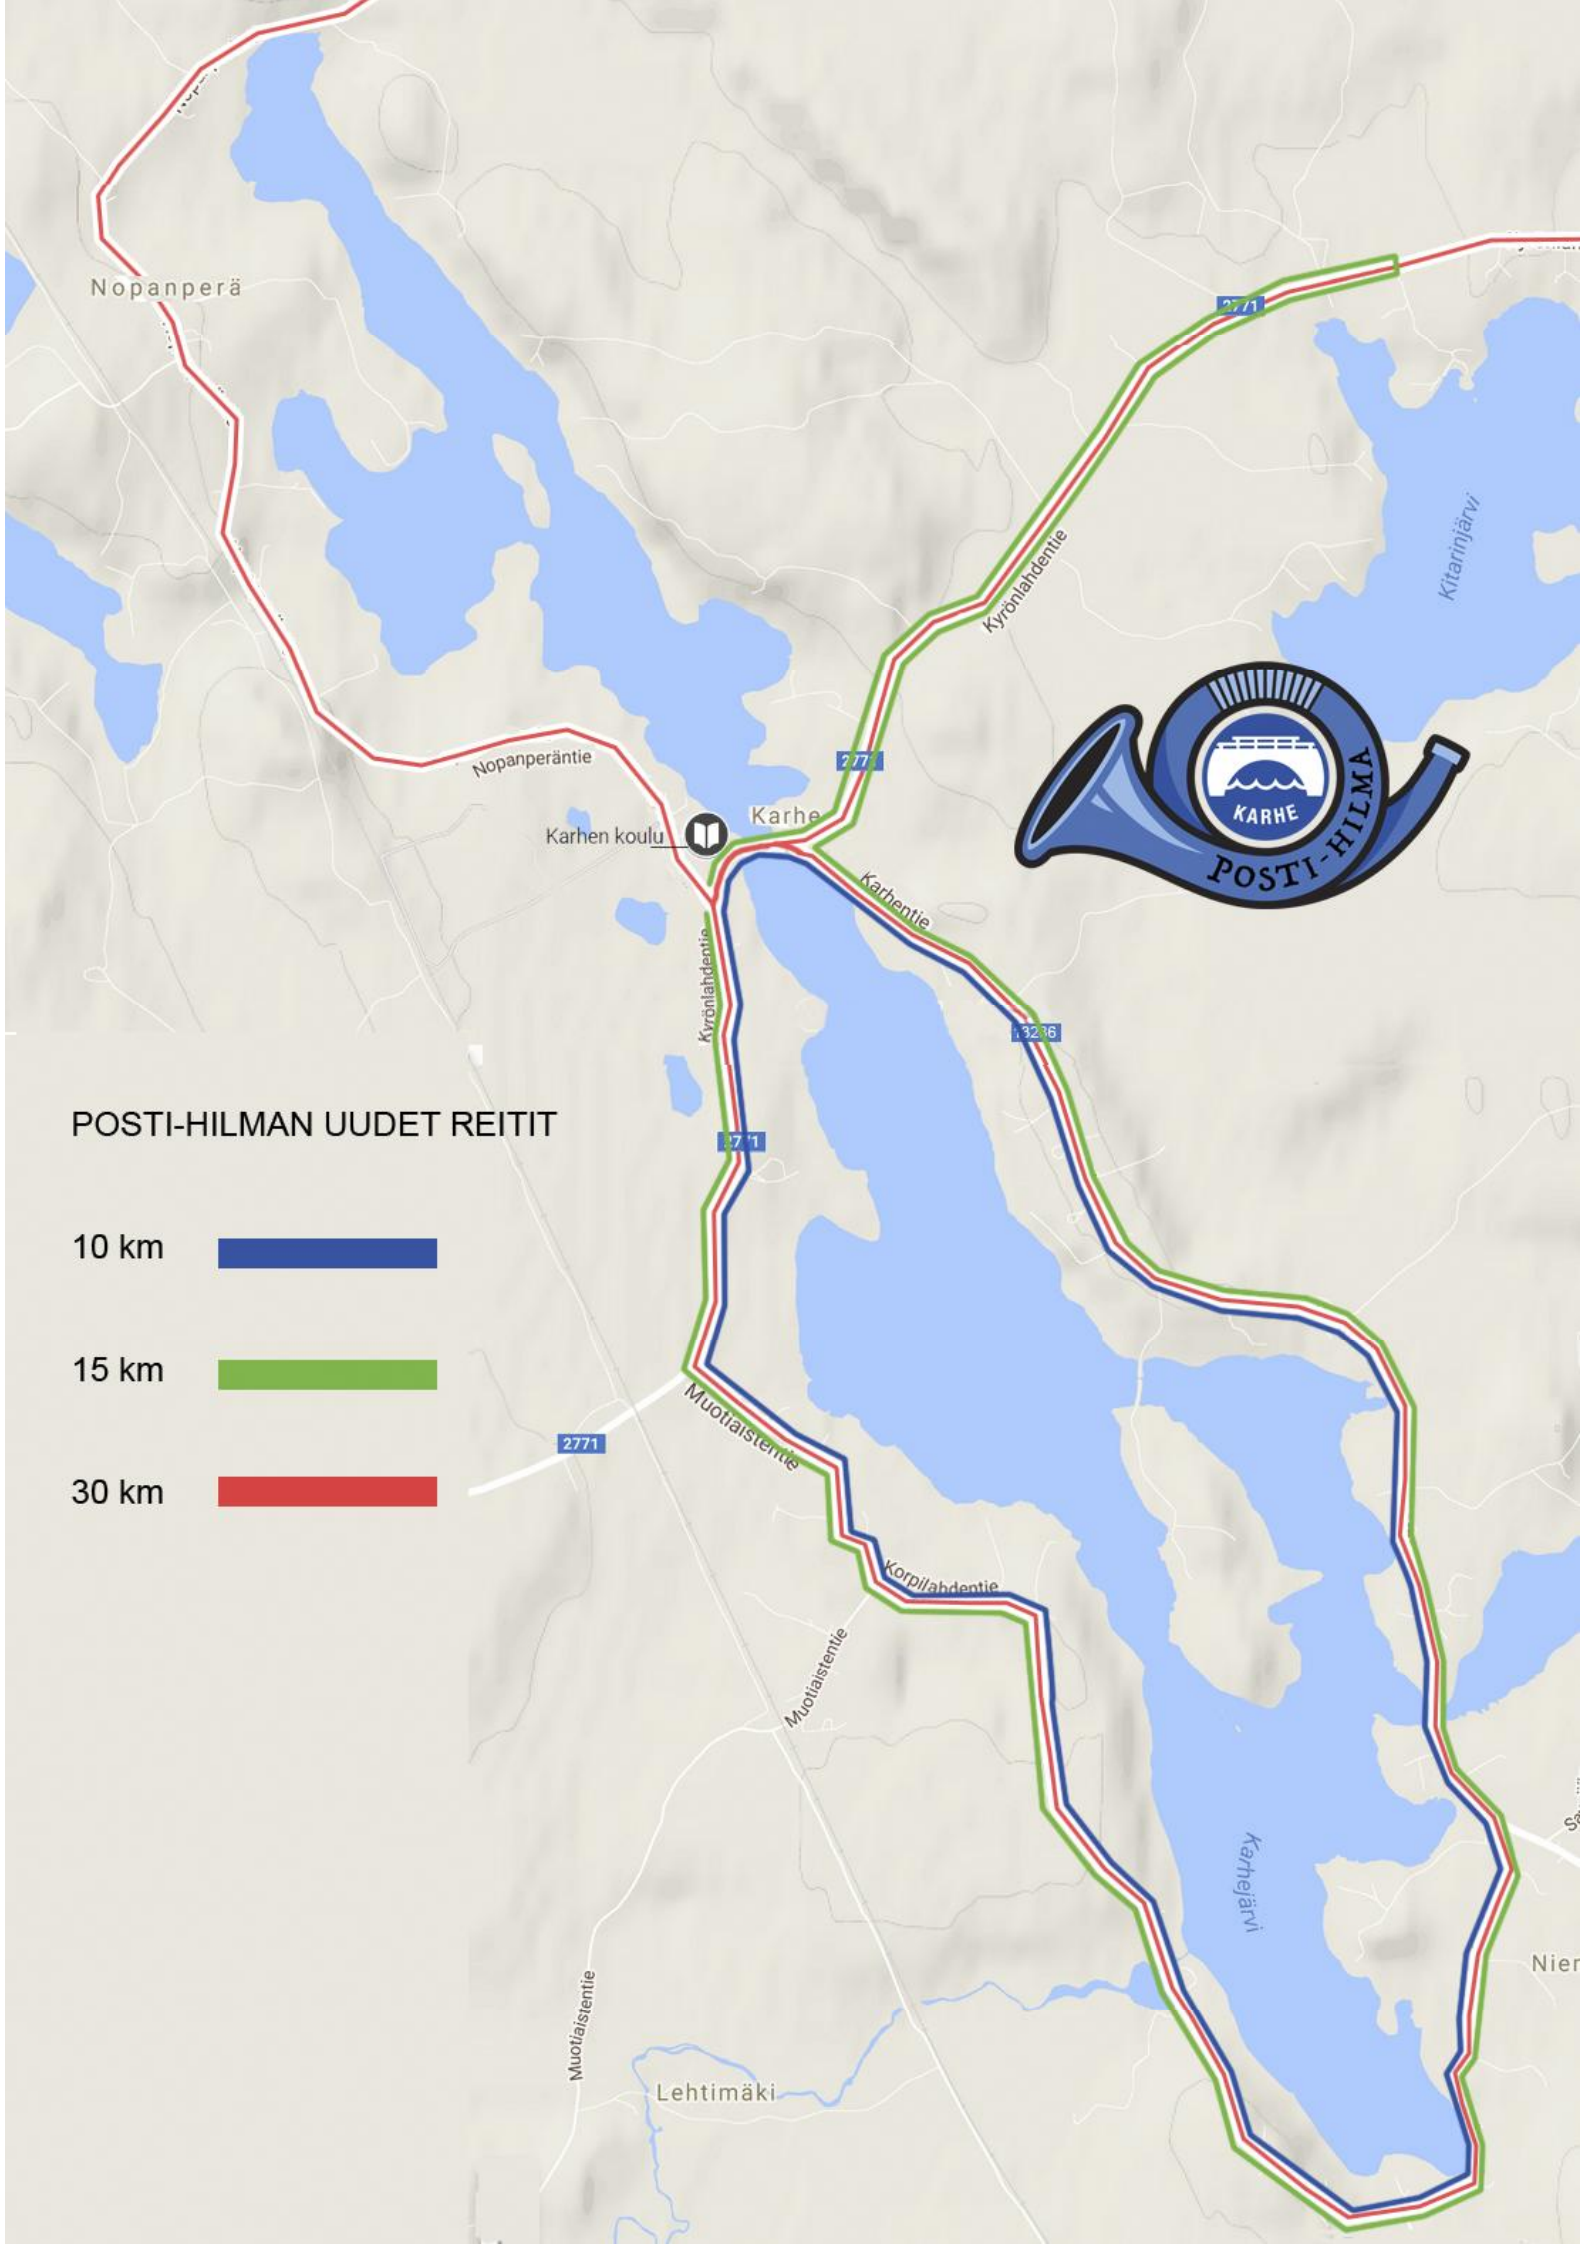 Nopanperä
2771
Kitarinjärvi
Kyrönlahdentie
Nopanperäntie
Karhe
Karhen koulu
KARHE
POSTI-HILMA
Karhentie
Kyrönlahdentie
13236
POSTI-HILMAN UUDET REITIT
2771
10 km
15 km
Muotiaistentie
2771
30 km
Korpilahdentie
Muotiaistentie
Karhejärvi
Muotiaistentie
Lehtimäki